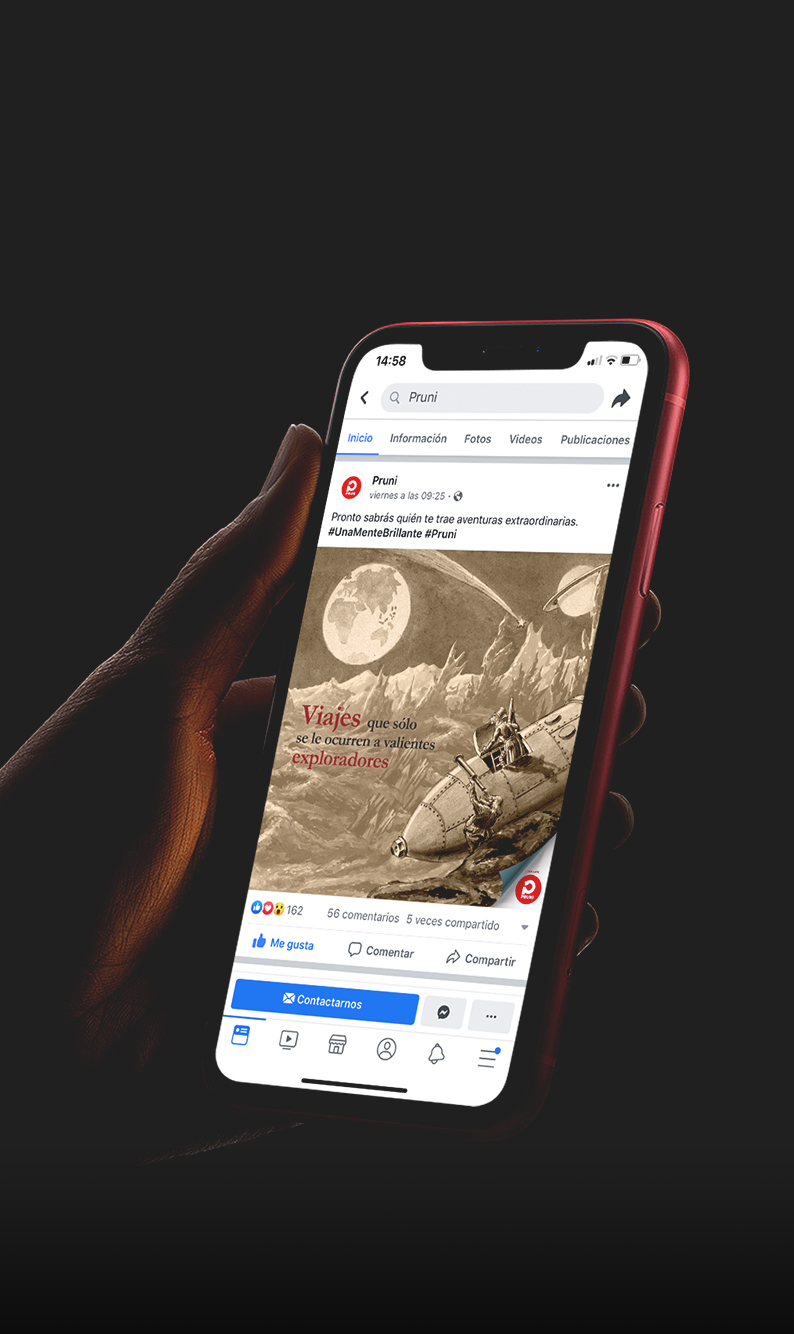 14:58
Pruni
Inicio Información Fotos Videos Publicaciones
Pruni
viernes a las 09:25
Pronto sabrás quién te trae aventuras extraordinarias.
#UnaMenteBrillante #Pruni
Viajes que sólo
se le ocurren a valientes
exploradores
PRUNI
162 56 comentarios 5 veces compartido
Me gusta Comentar Compartir
Contactarnos